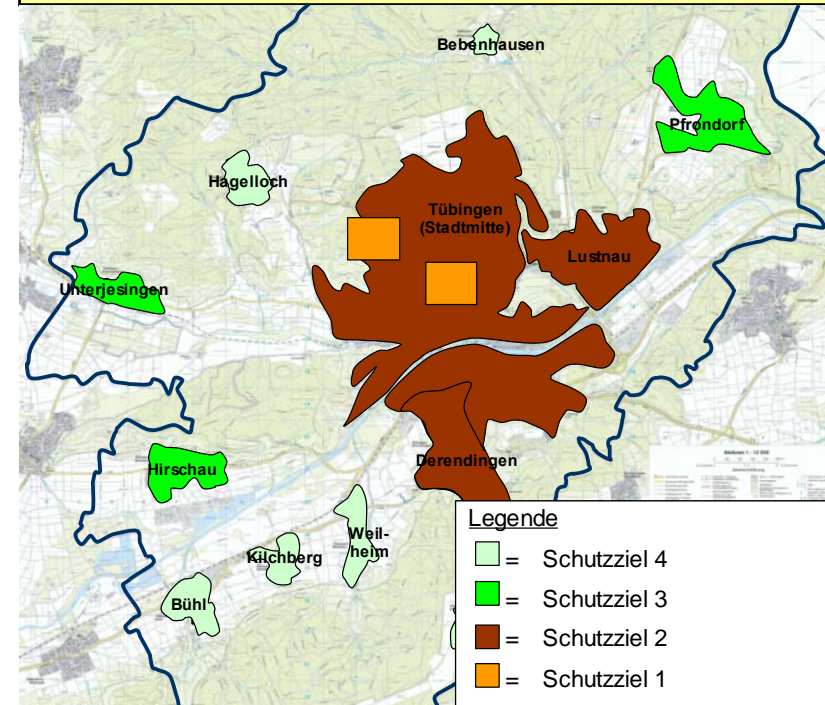 Bebenhausen
Pfrondorf
Hagelloch
Tübingen
(Stadtmitte)
Lustnau
Unterjesingen
Hirschau
Derendingen
Weil-
heim
Kilchberg
Bühl
Legende
= Schutzziel 4
= Schutzziel 3
= Schutzziel 2
= Schutzziel 1